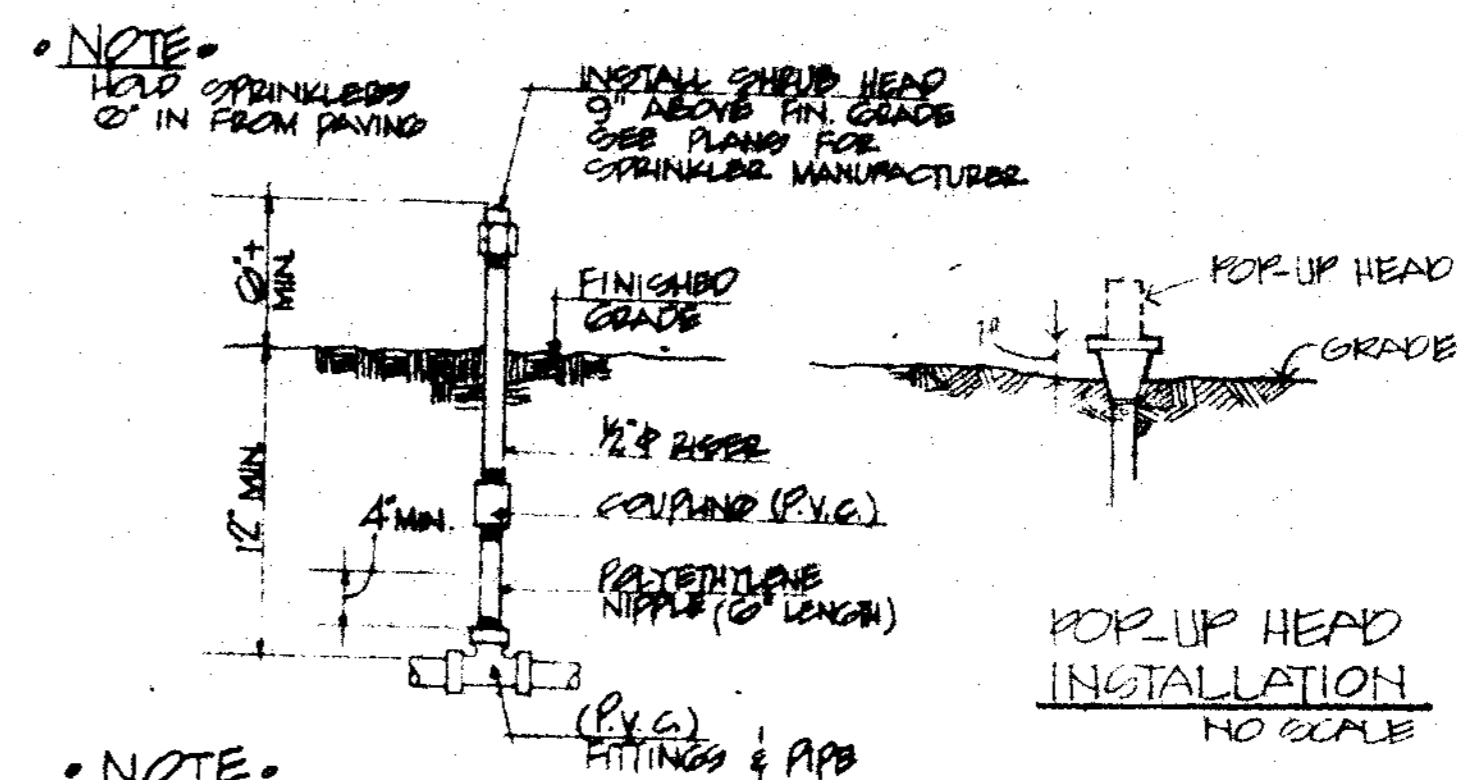 • NOTE •
HOLD SPRINKLERS
6" IN FROM PAVING
INSTALL SHRUB HEAD
9" ABOVE FIN. GRADE
SEE PLANS FOR
SPRINKLER MANUFACTURER
6"+
MIN.
FINISHED
GRADE
12" MIN.
4" MIN.
1/2" φ RISER
COUPLING (P.V.C.)
POLYETHYLENE
NIPPLE (6" LENGTH)
(P.V.C.)
FITTINGS & PIPE
• NOTE •
POP-UP HEAD
1"
GRADE
POP-UP HEAD
INSTALLATION
NO SCALE